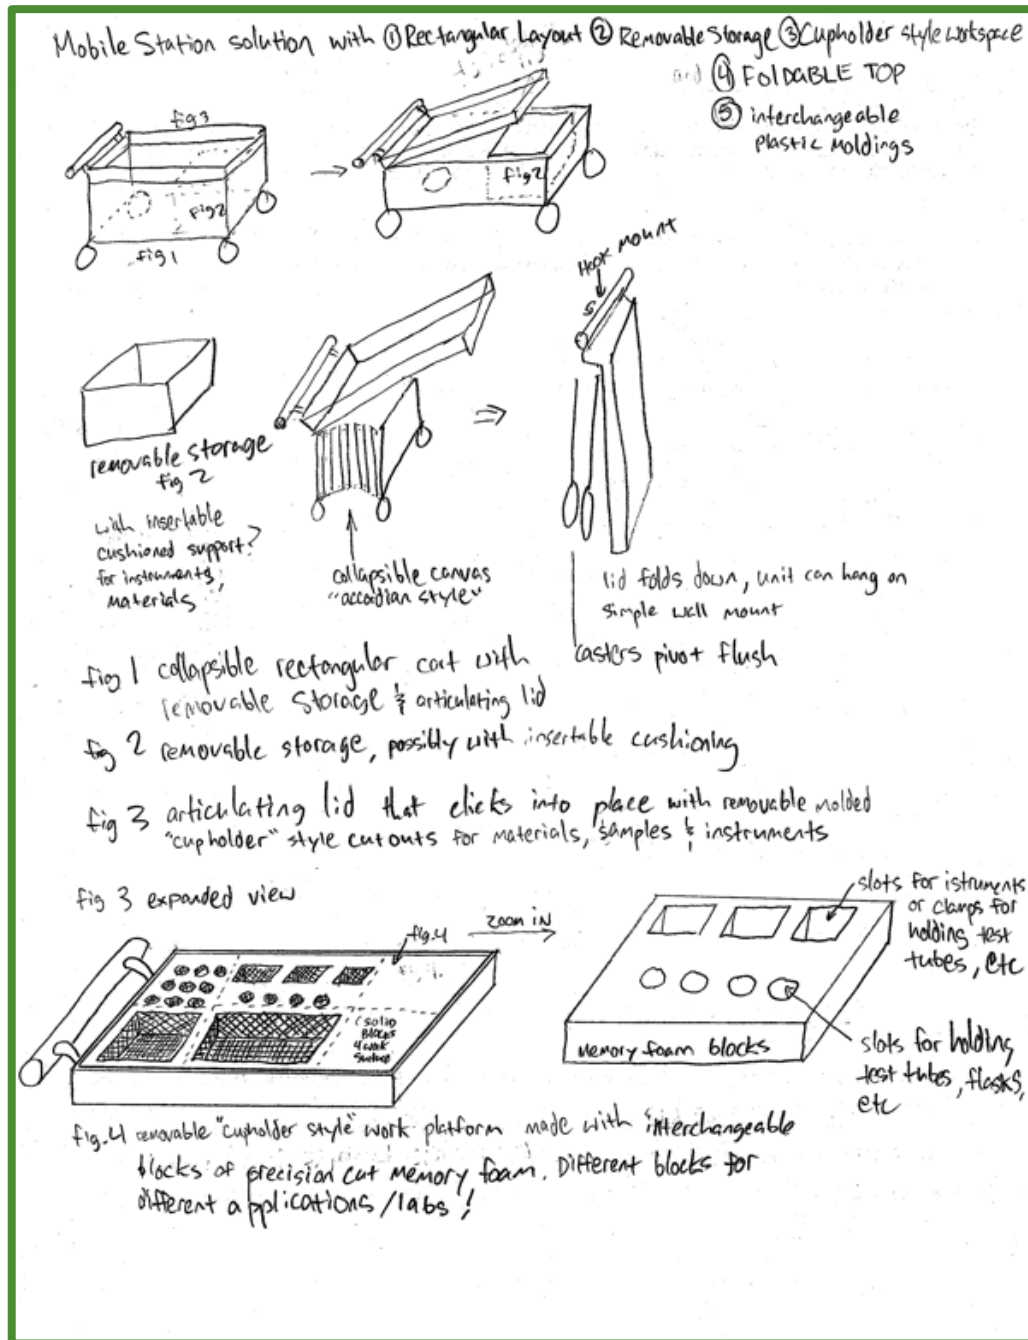 Mobile Station solution with ① Rectangular Layout ② Removable Storage ③ Cupholder style workspace
and ④ FOLDABLE TOP
⑤ interchangeable
plastic moldings
fig 3
fig 2
fig 1
fig 2
Hook mount
removable storage
fig 2
with insertable
cushioned support?
for instruments,
materials
collapsible canvas
"accordian style"
lid folds down, unit can hang on
simple wall mount
casters pivot flush
fig 1 collapsible rectangular cart with
removable storage & articulating lid
fig 2 removable storage, possibly with insertable cushioning
fig 3 articulating lid that clicks into place with removable molded
"cupholder" style cutouts for materials, samples & instruments
fig 3 expanded view
fig.4
zoom in
(solid
blocks
4 work
surface
slots for istruments
or clamps for
holding test
tubes, etc
memory foam blocks
slots for holding
test tubes, flasks,
etc
fig.4 removable "cupholder style" work platform made with interchangeable
blocks of precision cut memory foam. Different blocks for
different applications/labs!